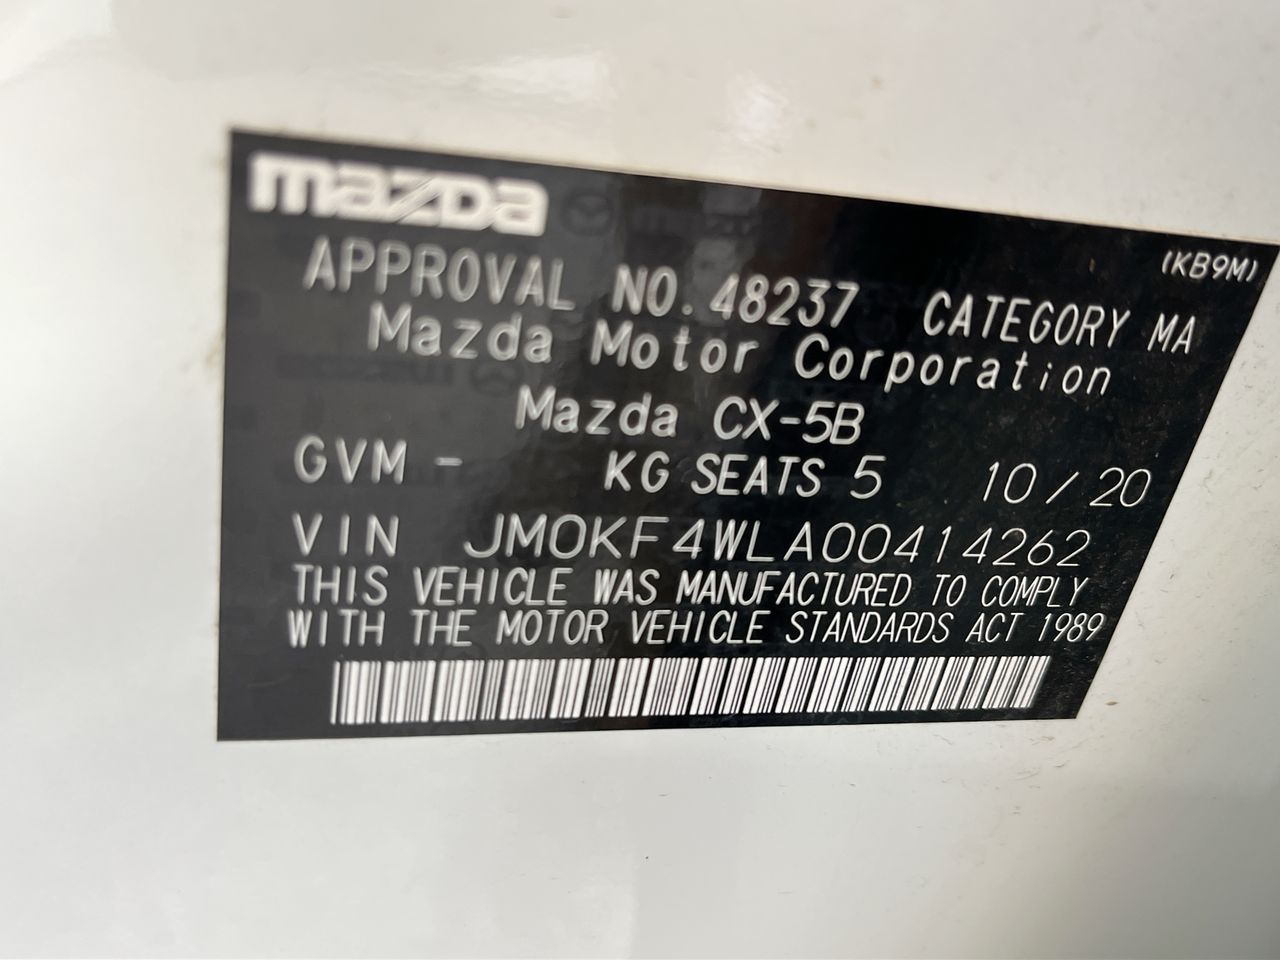 mazda
(KB9M)
APPROVAL NO. 48237 CATEGORY MA
Mazda Motor Corporation
Mazda CX-5B
GVM - KG SEATS 5 10/20
VIN JM0KF4WLA00414262
THIS VEHICLE WAS MANUFACTURED TO COMPLY
WITH THE MOTOR VEHICLE STANDARDS ACT 1989